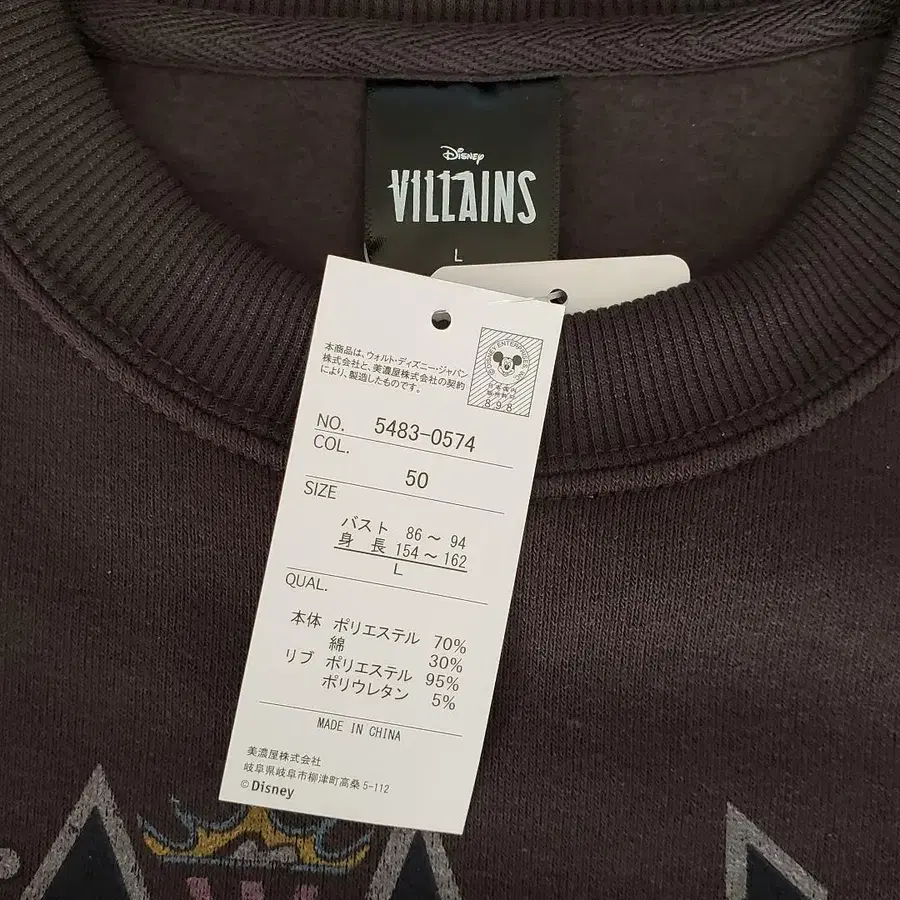 Disney
VILLAINS
L
本商品は、ウォルト・ディズニー・ジャパン
株式会社と、美濃屋株式会社の契約
により、製造したものです。
日本国内
898
NO. 5483-0574
COL.
50
SIZE
バスト 86 ～ 94
身 長 154 ～ 162
L
QUAL.
本体 ポリエステル 70%
綿 30%
リブ ポリエステル 95%
ポリウレタン 5%
MADE IN CHINA
美濃屋株式会社
岐阜県岐阜市柳津町高桑5-112
© Disney